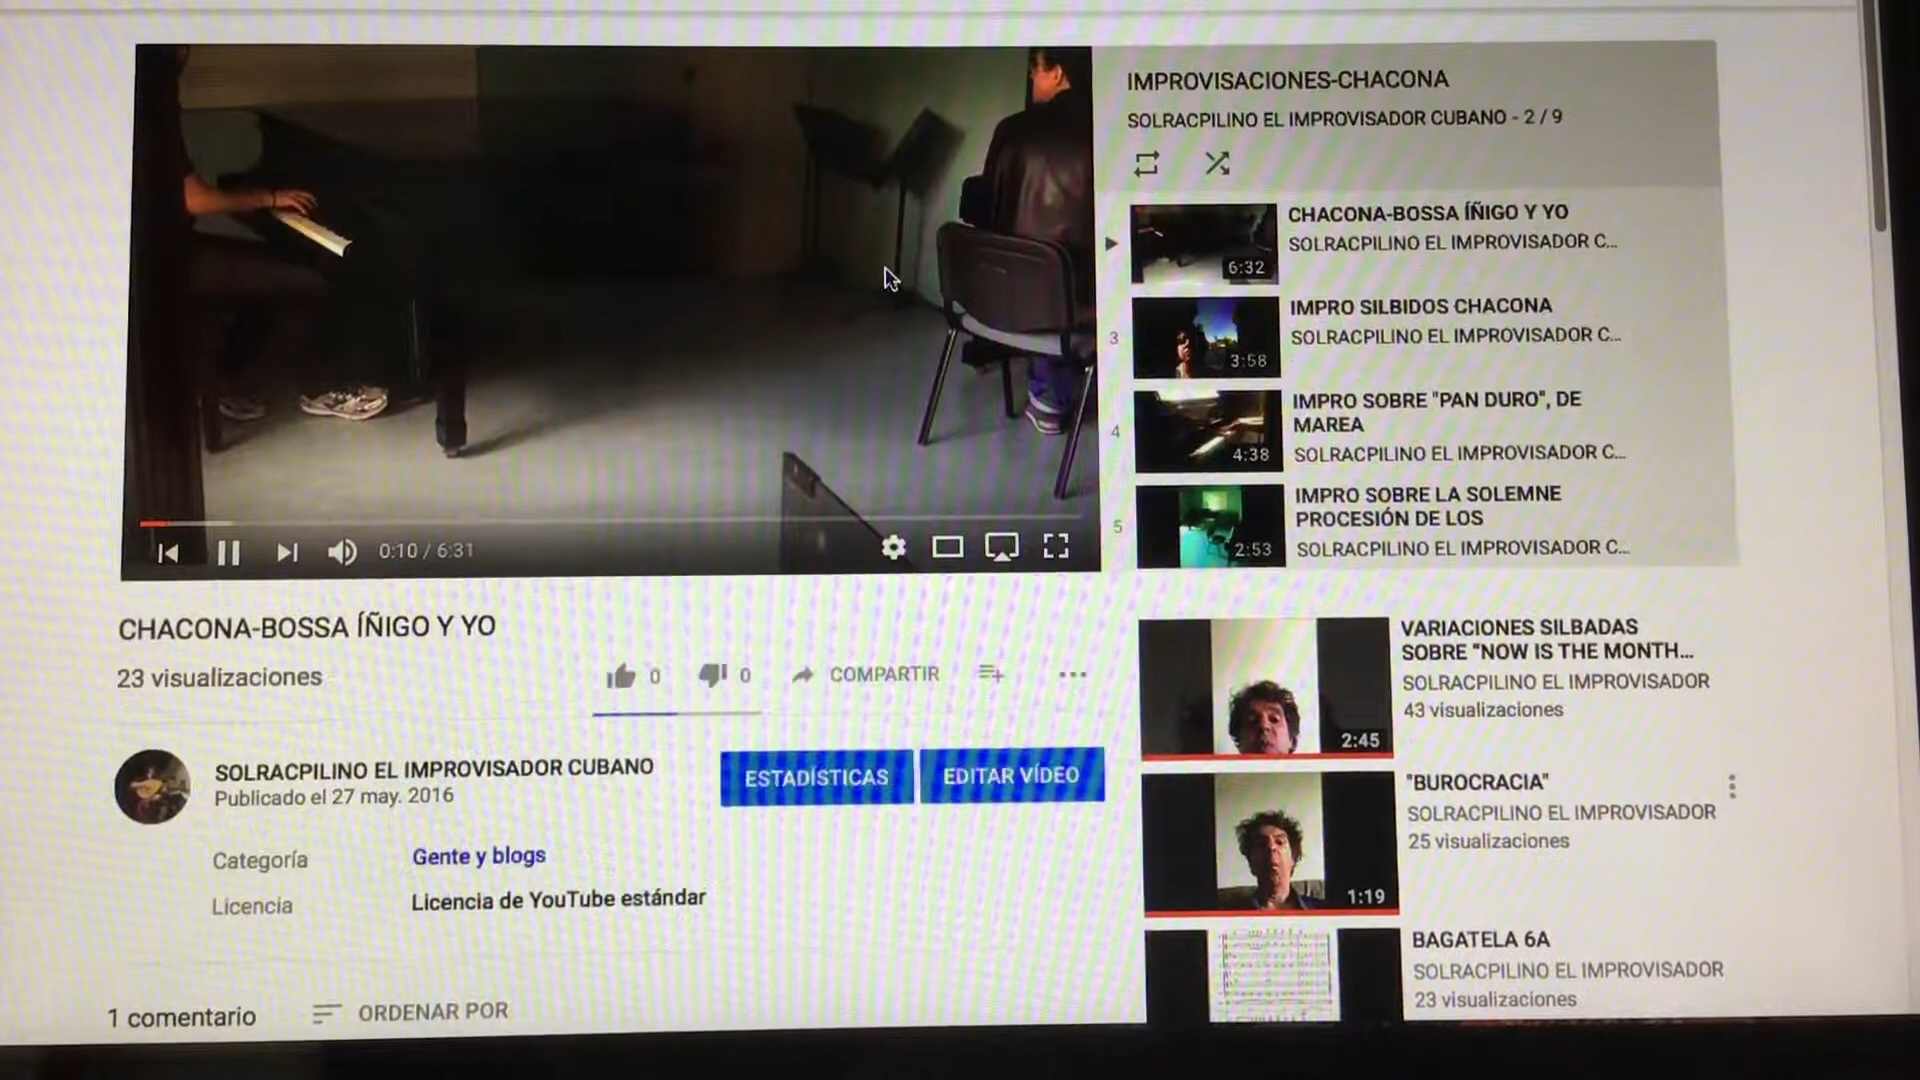 0:10 / 6:31
CHACONA-BOSSA ÍÑIGO Y YO
23 visualizaciones
0
0
COMPARTIR
SOLRACPILINO EL IMPROVISADOR CUBANO
Publicado el 27 may. 2016
ESTADÍSTICAS
EDITAR VÍDEO
Categoría
Gente y blogs
Licencia
Licencia de YouTube estándar
1 comentario
ORDENAR POR
IMPROVISACIONES-CHACONA
SOLRACPILINO EL IMPROVISADOR CUBANO - 2 / 9
CHACONA-BOSSA ÍÑIGO Y YO
SOLRACPILINO EL IMPROVISADOR C...
6:32
3
IMPRO SILBIDOS CHACONA
SOLRACPILINO EL IMPROVISADOR C...
3:58
4
IMPRO SOBRE "PAN DURO", DE
MAREA
SOLRACPILINO EL IMPROVISADOR C...
4:38
5
IMPRO SOBRE LA SOLEMNE
PROCESIÓN DE LOS
SOLRACPILINO EL IMPROVISADOR C...
2:53
VARIACIONES SILBADAS
SOBRE "NOW IS THE MONTH...
SOLRACPILINO EL IMPROVISADOR
43 visualizaciones
2:45
"BUROCRACIA"
SOLRACPILINO EL IMPROVISADOR
25 visualizaciones
1:19
BAGATELA 6A
SOLRACPILINO EL IMPROVISADOR
23 visualizaciones